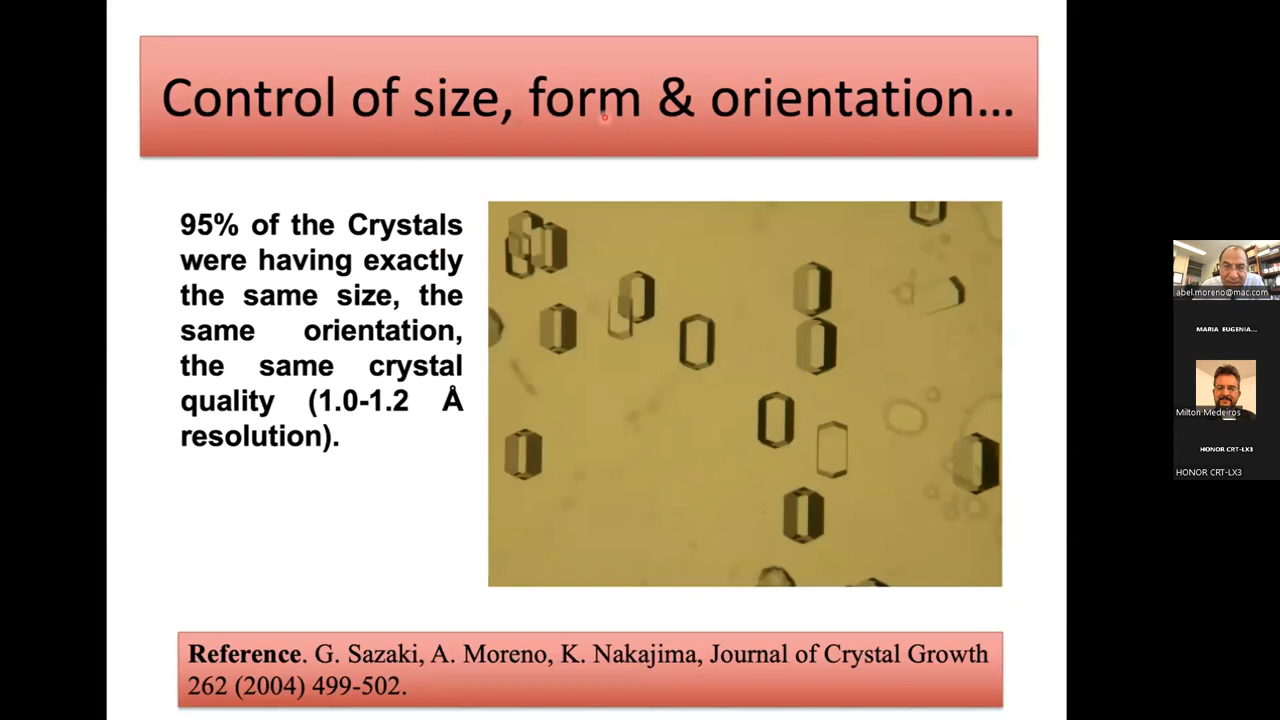 Control of size, form & orientation...
95% of the Crystals
were having exactly
the same size, the
same orientation,
the same crystal
quality (1.0-1.2 Å
resolution).
Reference. G. Sazaki, A. Moreno, K. Nakajima, Journal of Crystal Growth
262 (2004) 499-502.
abel.moreno@mac.com
MARIA EUGENIA...
Milton Medeiros
HONOR CRT-LX3
HONOR CRT-LX3